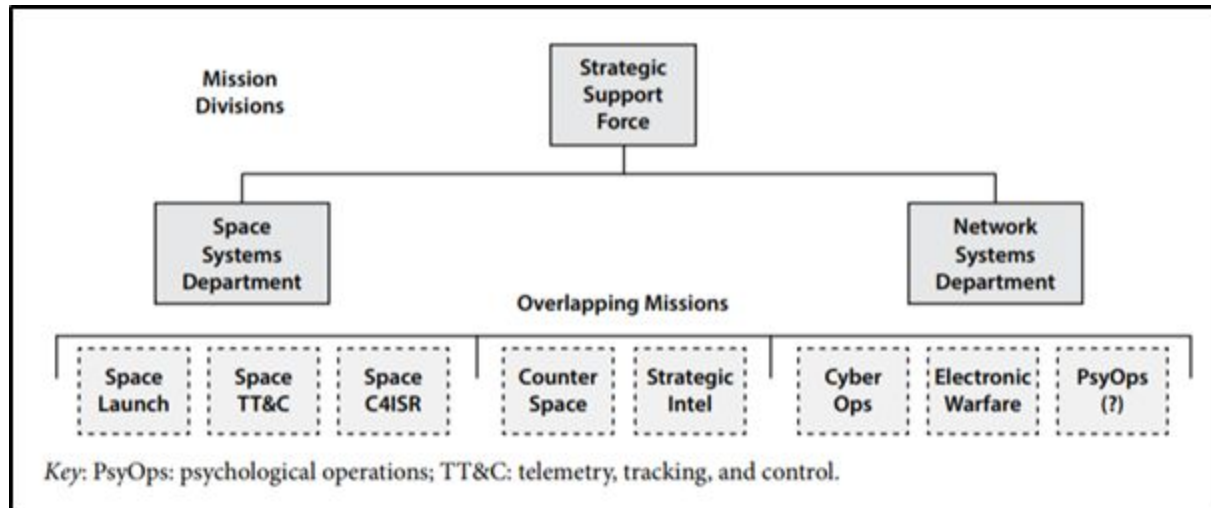 Mission
Divisions
Strategic
Support
Force
Space
Systems
Department
Network
Systems
Department
Overlapping Missions
Space
Launch
Space
TT&C
Space
C4ISR
Counter
Space
Strategic
Intel
Cyber
Ops
Electronic
Warfare
PsyOps
(?)
Key: PsyOps: psychological operations; TT&C: telemetry, tracking, and control.